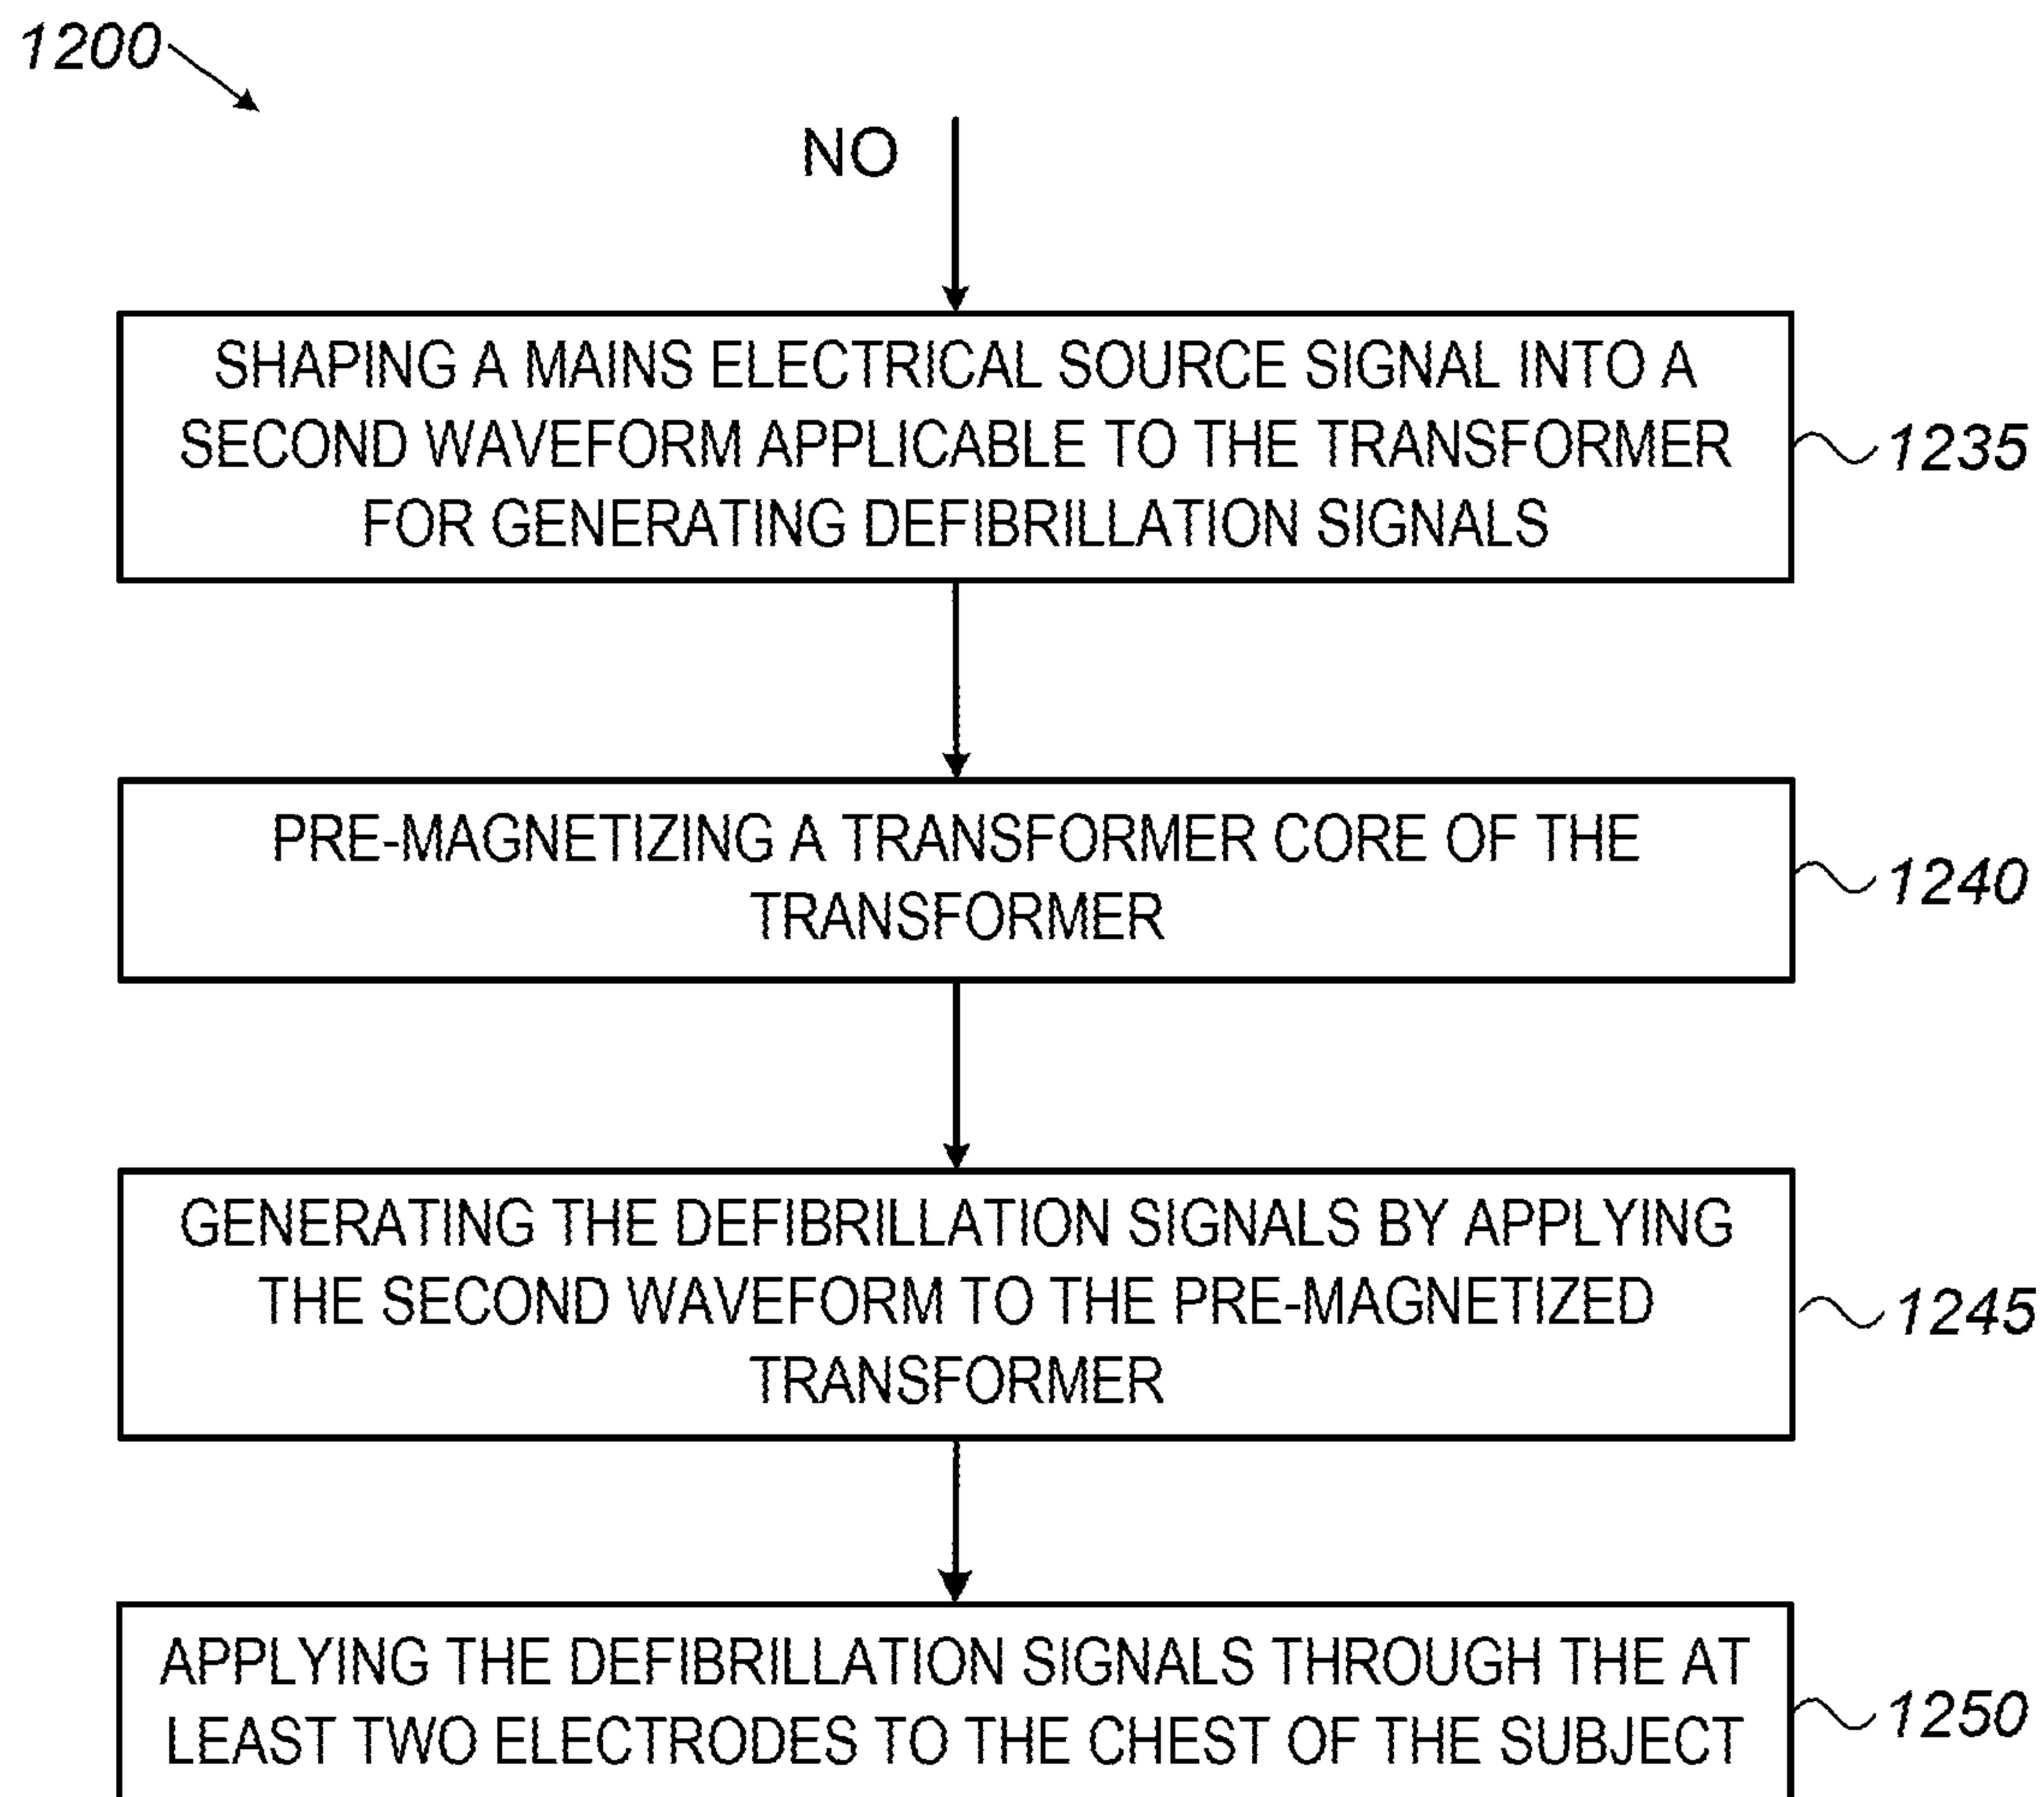 1200
NO
SHAPING A MAINS ELECTRICAL SOURCE SIGNAL INTO A
SECOND WAVEFORM APPLICABLE TO THE TRANSFORMER
FOR GENERATING DEFIBRILLATION SIGNALS
1235
PRE-MAGNETIZING A TRANSFORMER CORE OF THE
TRANSFORMER
1240
GENERATING THE DEFIBRILLATION SIGNALS BY APPLYING
THE SECOND WAVEFORM TO THE PRE-MAGNETIZED
TRANSFORMER
1245
APPLYING THE DEFIBRILLATION SIGNALS THROUGH THE AT
LEAST TWO ELECTRODES TO THE CHEST OF THE SUBJECT
1250